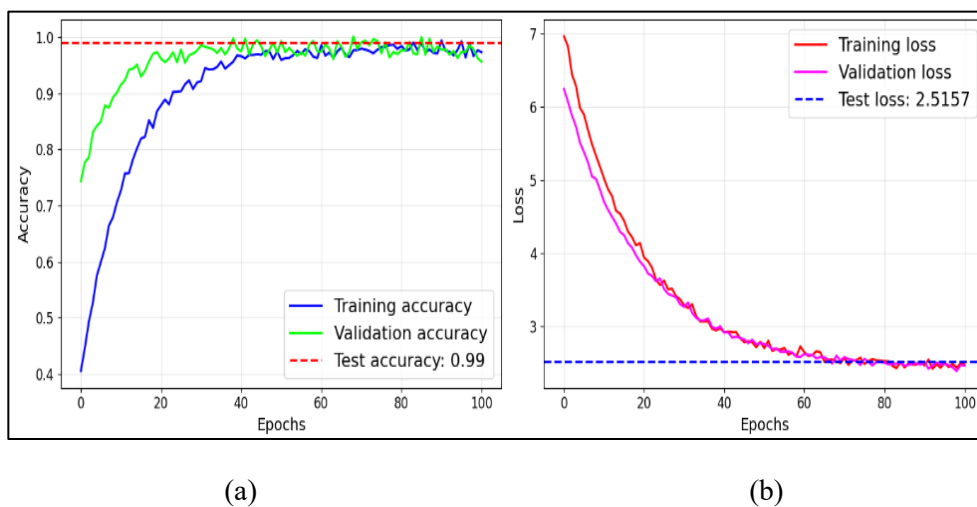 1.0
0.9
0.8
0.7
0.6
0.5
0.4
Accuracy
0
20
40
60
80
100
Epochs
Training accuracy
Validation accuracy
Test accuracy: 0.99
7
6
5
4
3
Loss
0
20
40
60
80
100
Epochs
Training loss
Validation loss
Test loss: 2.5157
(a)
(b)